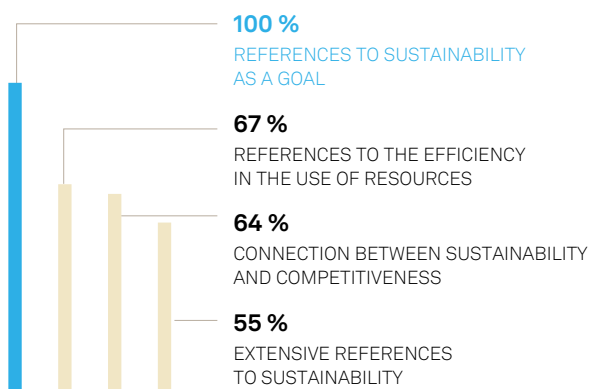 100 %
REFERENCES TO SUSTAINABILITY
AS A GOAL
67 %
REFERENCES TO THE EFFICIENCY
IN THE USE OF RESOURCES
64 %
CONNECTION BETWEEN SUSTAINABILITY
AND COMPETITIVENESS
55 %
EXTENSIVE REFERENCES
TO SUSTAINABILITY